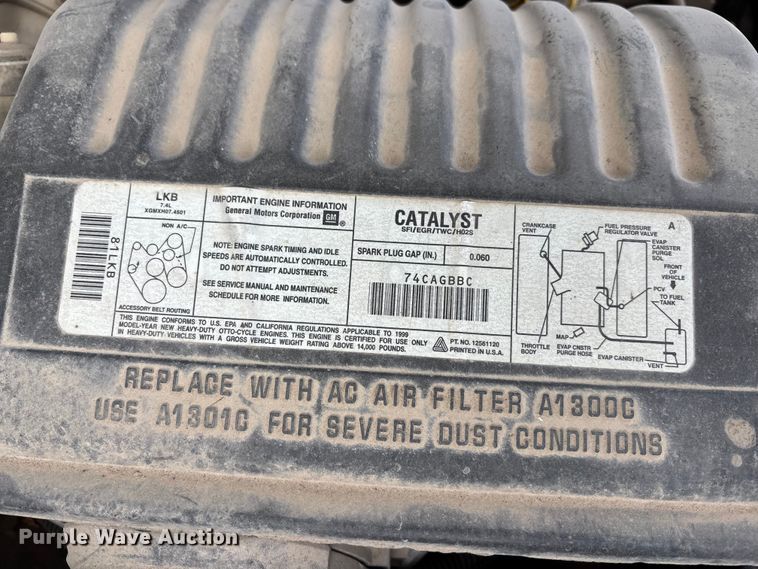 LKB
7.4L
XGMXH07.4501
NON A/C
ACCESSORY BELT ROUTING
81LKB
IMPORTANT ENGINE INFORMATION
General Motors Corporation GM
NOTE: ENGINE SPARK TIMING AND IDLE
SPEEDS ARE AUTOMATICALLY CONTROLLED.
DO NOT ATTEMPT ADJUSTMENTS.
SEE SERVICE MANUAL AND MAINTENANCE
SCHEDULE FOR MORE INFORMATION.
CATALYST
SFI/EGR/TWC/HO2S
SPARK PLUG GAP (IN.) 0.060
74CAGBBC
THIS ENGINE CONFORMS TO U.S. EPA AND CALIFORNIA REGULATIONS APPLICABLE TO 1999
MODEL-YEAR NEW HEAVY-DUTY OTTO-CYCLE ENGINES. THIS ENGINE IS CERTIFIED FOR USE ONLY
IN HEAVY-DUTY-VEHICLES WITH A GROSS VEHICLE WEIGHT RATING ABOVE 14,000 POUNDS.
PT. NO. 12561120
PRINTED IN U.S.A.
CRANKCASE
VENT
FUEL PRESSURE
REGULATOR VALVE
A
EVAP
CANISTER
PURGE
SOL
FRONT OF
VEHICLE
PCV
TO FUEL
TANK
MAP
THROTTLE
BODY
EVAP CNSTR
PURGE HOSE
EVAP CANISTER
VENT
REPLACE WITH AC AIR FILTER A1300C
USE A1301C FOR SEVERE DUST CONDITIONS
Purple Wave Auction